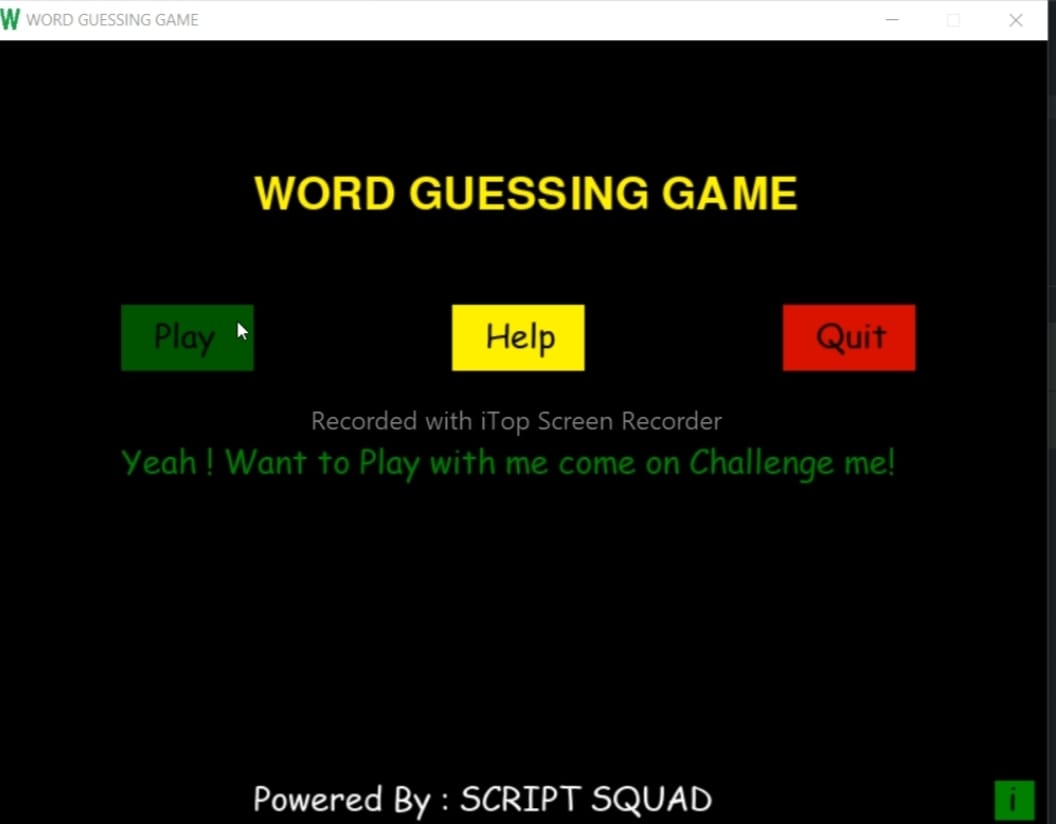 W WORD GUESSING GAME
WORD GUESSING GAME
Play Help Quit
Recorded with iTop Screen Recorder
Yeah ! Want to Play with me come on Challenge me!
Powered By : SCRIPT SQUAD i